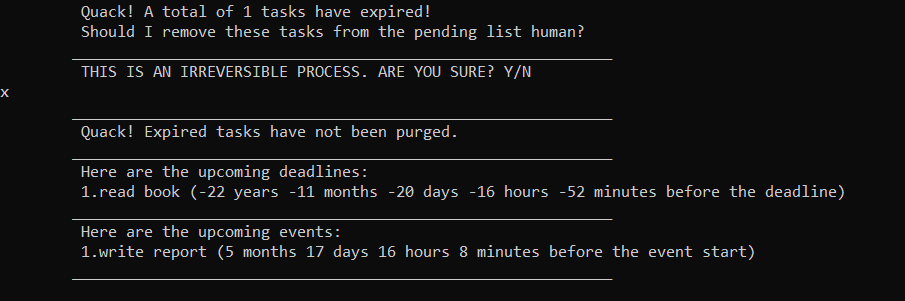 Quack! A total of 1 tasks have expired!
Should I remove these tasks from the pending list human?
THIS IS AN IRREVERSIBLE PROCESS. ARE YOU SURE? Y/N
x
Quack! Expired tasks have not been purged.
Here are the upcoming deadlines:
1.read book (-22 years -11 months -20 days -16 hours -52 minutes before the deadline)
Here are the upcoming events:
1.write report (5 months 17 days 16 hours 8 minutes before the event start)